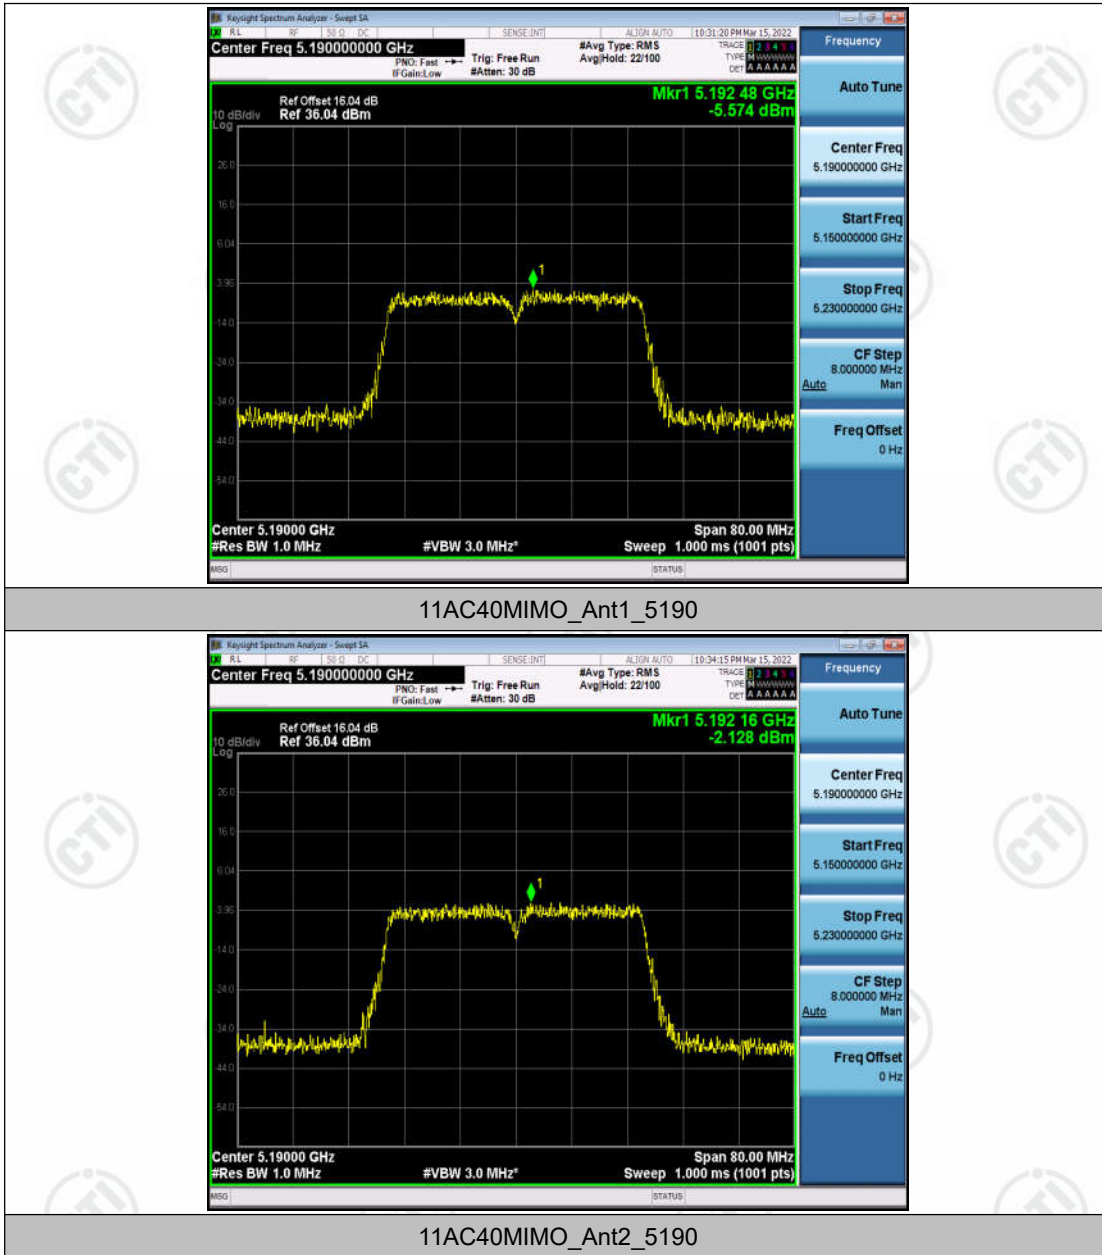 Keysight Spectrum Analyzer - Swept SA
RL RF 50 Ω DC SENSE:INT ALIGN AUTO 10:31:20 PM Mar 15, 2022
Center Freq 5.190000000 GHz
#Avg Type: RMS
TRACE 1 2 3 4 5 6
PNO: Fast Trig: Free Run Avg|Hold: 22/100
TYPE M WWWWW
IFGain:Low #Atten: 30 dB
DET A A A A A A
Mkr1 5.192 48 GHz
-5.574 dBm
Ref Offset 16.04 dB
10 dB/div Ref 36.04 dBm
Log
26.0
16.0
6.04
-3.96
-14.0
-24.0
-34.0
-44.0
-54.0
1
Center 5.19000 GHz Span 80.00 MHz
#Res BW 1.0 MHz #VBW 3.0 MHz* Sweep 1.000 ms (1001 pts)
MSG STATUS
Frequency
Auto Tune
Center Freq
5.190000000 GHz
Start Freq
5.150000000 GHz
Stop Freq
5.230000000 GHz
CF Step
8.000000 MHz
Auto Man
Freq Offset
0 Hz
11AC40MIMO_Ant1_5190
Keysight Spectrum Analyzer - Swept SA
RL RF 50 Ω DC SENSE:INT ALIGN AUTO 10:34:15 PM Mar 15, 2022
Center Freq 5.190000000 GHz
#Avg Type: RMS
TRACE 1 2 3 4 5 6
PNO: Fast Trig: Free Run Avg|Hold: 22/100
TYPE M WWWWW
IFGain:Low #Atten: 30 dB
DET A A A A A A
Mkr1 5.192 16 GHz
-2.128 dBm
Ref Offset 16.04 dB
10 dB/div Ref 36.04 dBm
Log
26.0
16.0
6.04
-3.96
-14.0
-24.0
-34.0
-44.0
-54.0
1
Center 5.19000 GHz Span 80.00 MHz
#Res BW 1.0 MHz #VBW 3.0 MHz* Sweep 1.000 ms (1001 pts)
MSG STATUS
Frequency
Auto Tune
Center Freq
5.190000000 GHz
Start Freq
5.150000000 GHz
Stop Freq
5.230000000 GHz
CF Step
8.000000 MHz
Auto Man
Freq Offset
0 Hz
11AC40MIMO_Ant2_5190
CTI
CTI
CTI
CTI
CTI
CTI